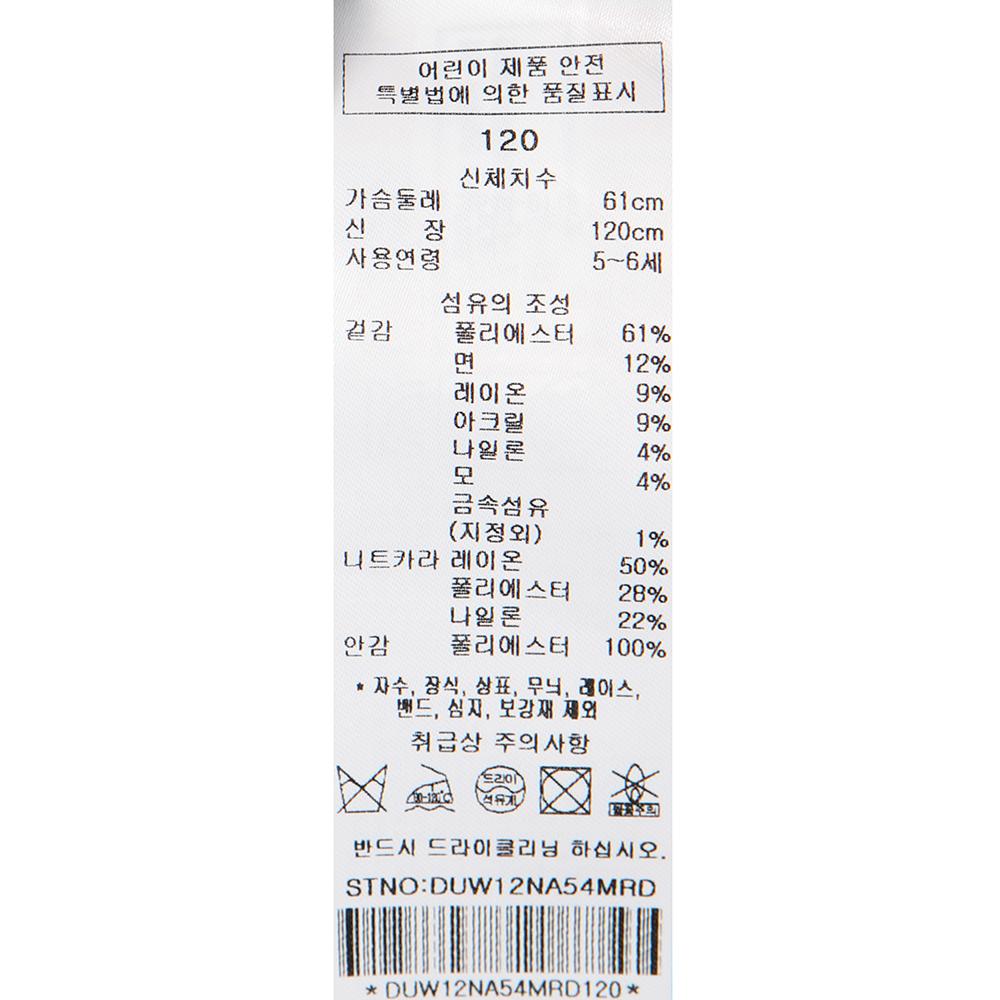 어린이 제품 안전
특별법에 의한 품질표시
120
신체치수
가슴둘레 61cm
신 장 120cm
사용연령 5~6세
섬유의 조성
겉감 폴리에스터 61%
면 12%
레이온 9%
아크릴 9%
나일론 4%
모 4%
금속섬유
(지정외) 1%
니트카라 레이온 50%
폴리에스터 28%
나일론 22%
안감 폴리에스터 100%
* 자수, 장식, 상표, 무늬, 레이스,
밴드, 심지, 보강재 제외
취급상 주의사항
드라이
석유계
화기주의
반드시 드라이클리닝 하십시오.
STNO:DUW12NA54MRD
*DUW12NA54MRD120*